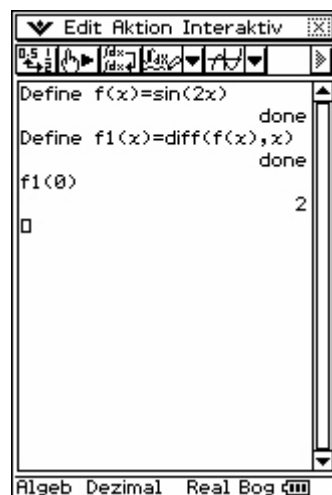 Edit Aktion Interaktiv
Define f(x)=sin(2x)
done
Define f1(x)=diff(f(x),x)
done
f1(0)
2
Algeb Dezimal Real Bog